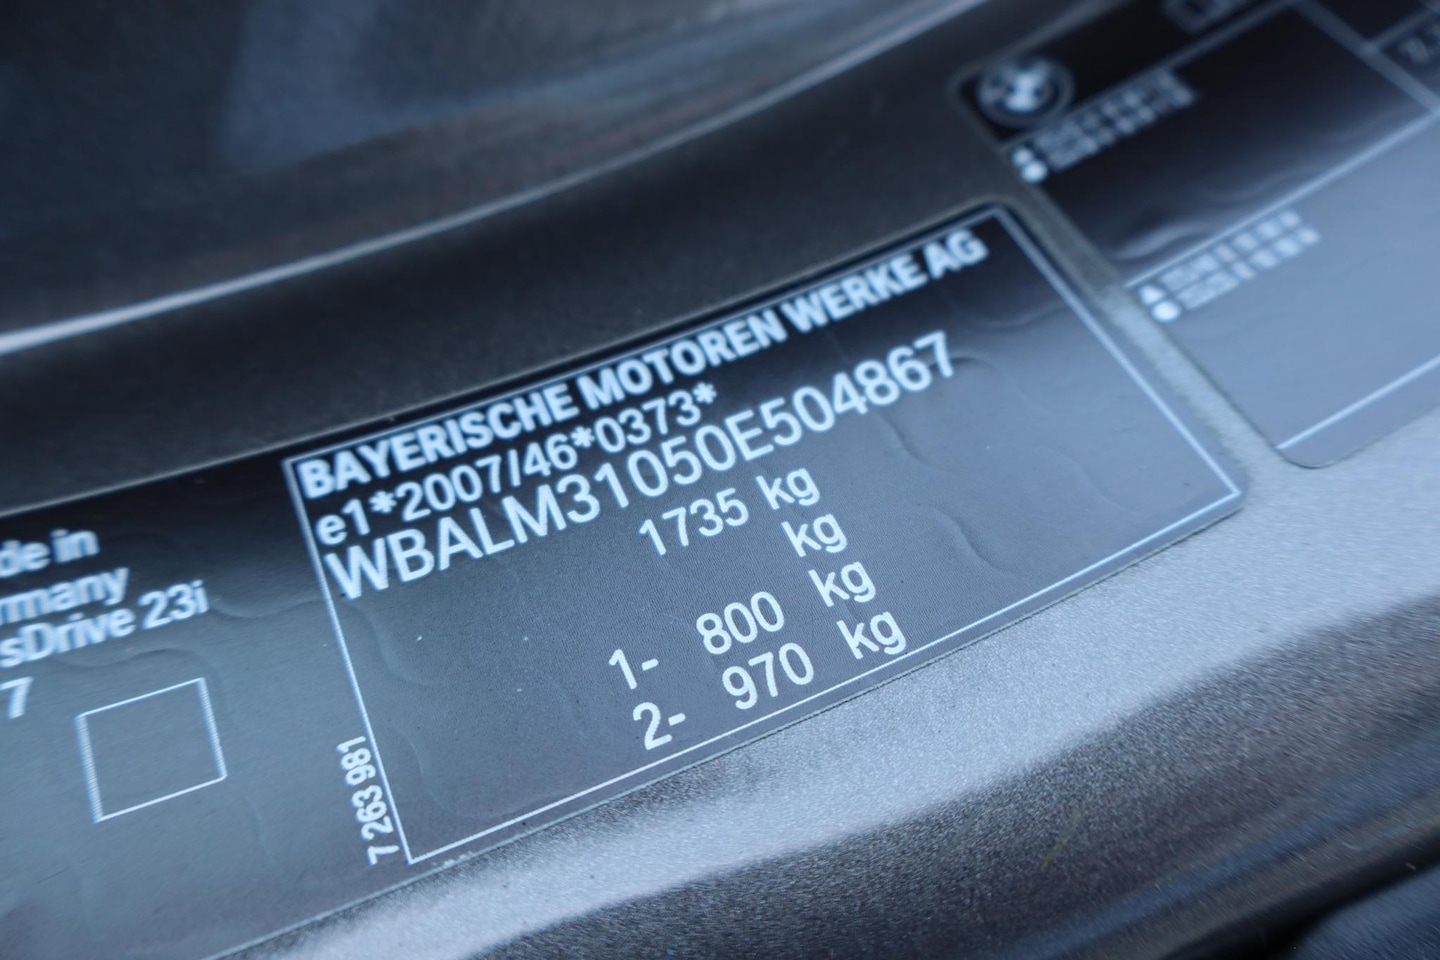 BAYERISCHE MOTOREN WERKE AG
e1*2007/46*0373*
WBALM31050E504867
1735 kg
kg
1- 800 kg
2- 970 kg
7 263 981
de in
rmany
sDrive 23i
7